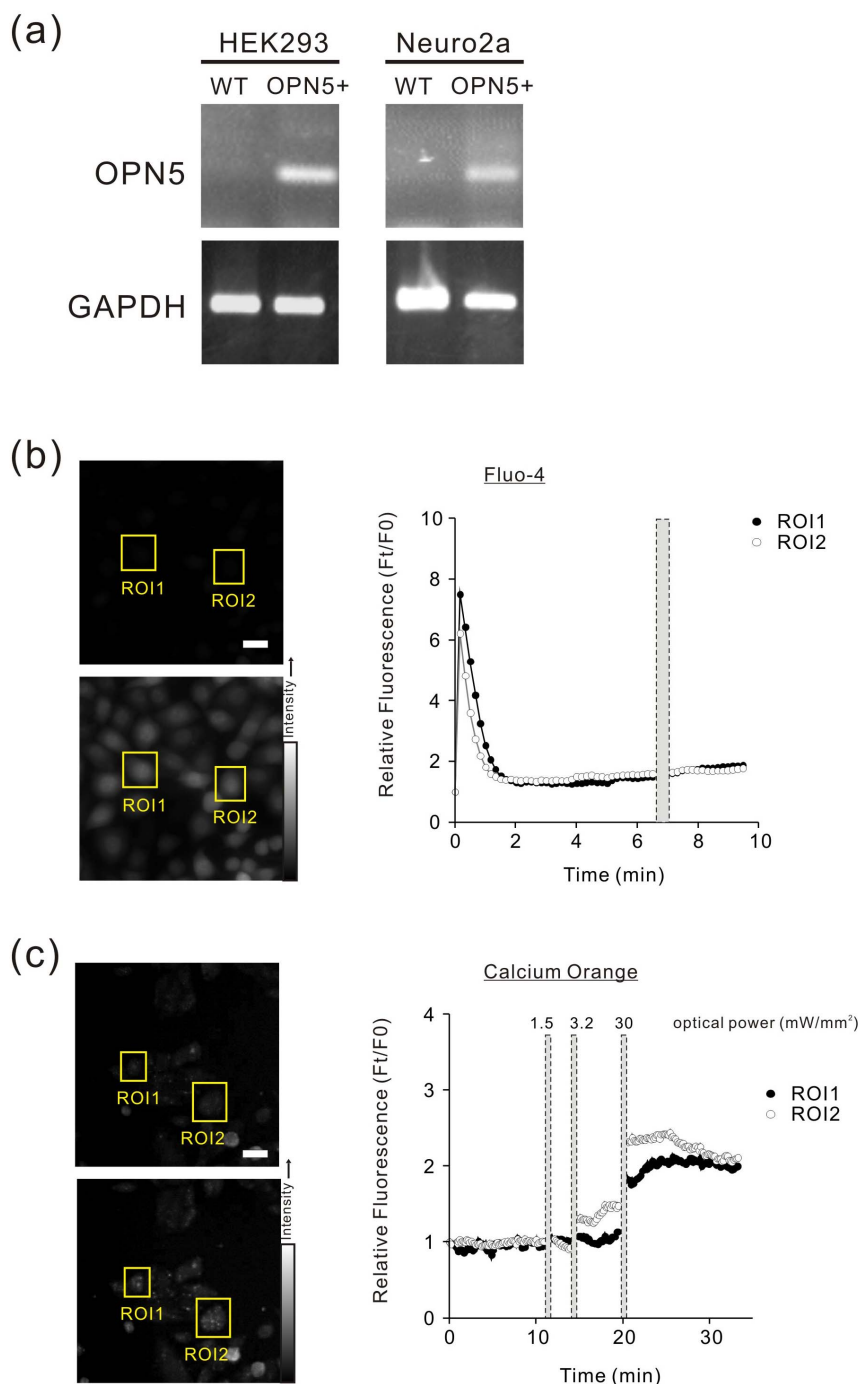 (a)
HEK293 Neuro2a
WT OPN5+ WT OPN5+
OPN5
GAPDH
(b)
ROI1 ROI2
Intensity
ROI1 ROI2
Fluo-4
Relative Fluorescence (Ft/F0)
10
8
6
4
2
0
0 2 4 6 8 10
Time (min)
ROI1
ROI2
(c)
ROI1
ROI2
Intensity
ROI1
ROI2
Calcium Orange
Relative Fluorescence (Ft/F0)
4
3
2
1
0
1.5 3.2 30 optical power (mW/mm²)
ROI1
ROI2
0 10 20 30
Time (min)